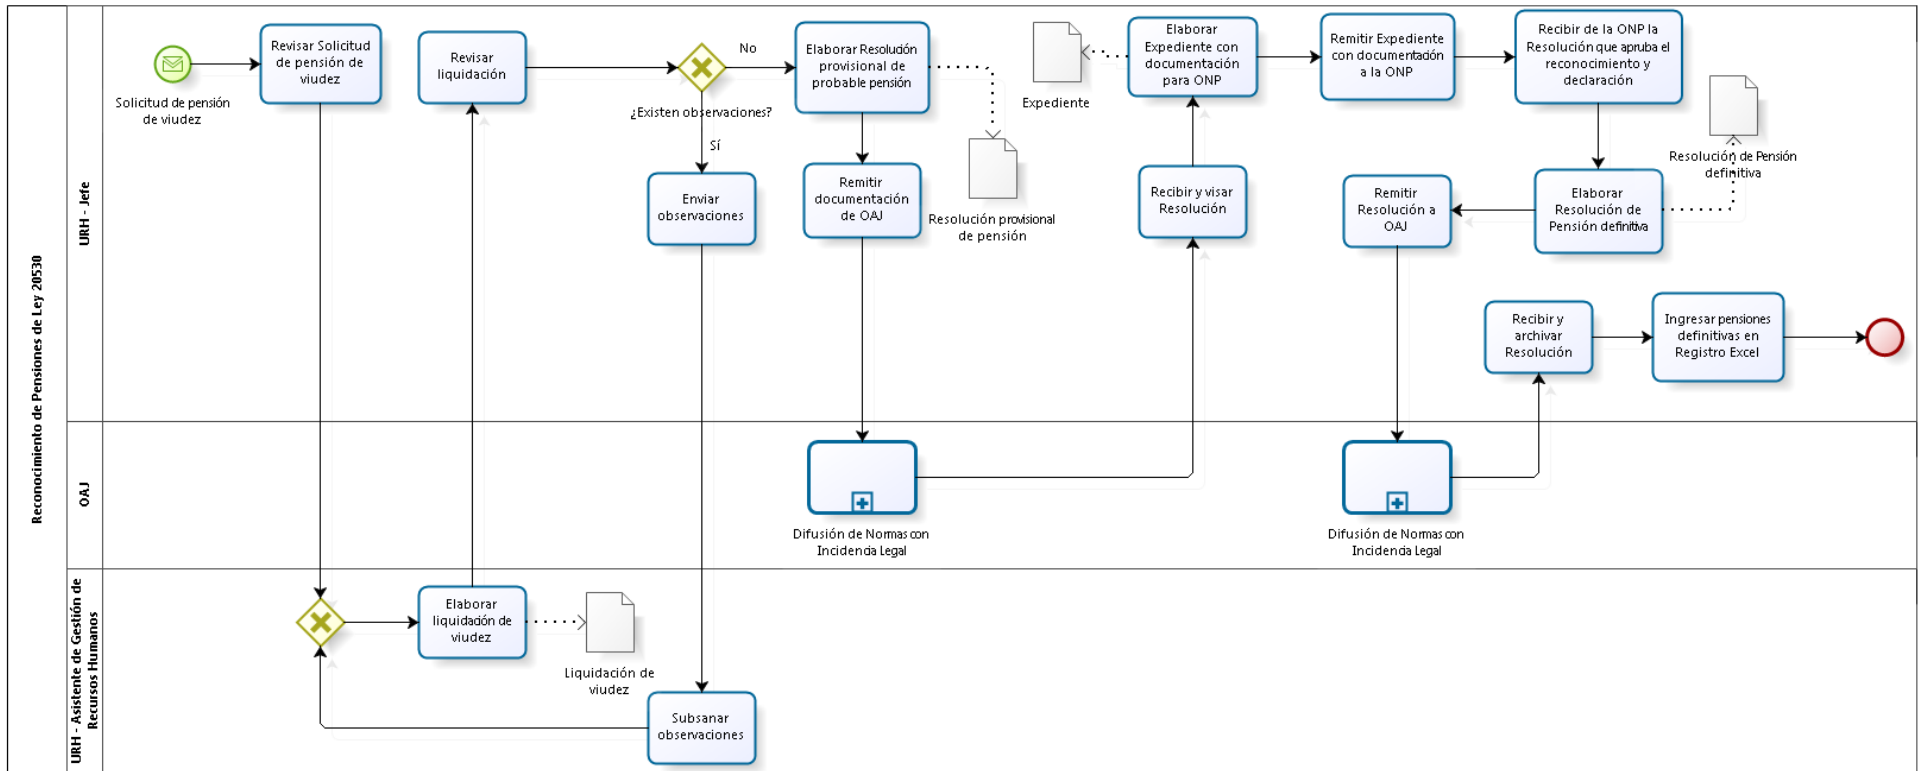 Reconocimiento de Pensiones de Ley 20530
URH - Jefe
Solicitud de pensión
de viudez
Revisar Solicitud
de pensión de
viudez
Revisar
liquidación
¿Existen observaciones?
No
Sí
Enviar
observaciones
Elaborar Resolución
provisional de
probable pensión
Resolución provisional
de pensión
Remitir
documentación
de OAJ
Expediente
Elaborar
Expediente con
documentación
para ONP
Recibir y visar
Resolución
Remitir Expediente
con documentación
a la ONP
Recibir de la ONP la
Resolución que apruba el
reconocimiento y
declaración
Resolución de Pensión
definitiva
Elaborar
Resolución de
Pensión definitiva
Remitir
Resolución a
OAJ
Recibir y
archivar
Resolución
Ingresar pensiones
definitivas en
Registro Excel
OAJ
Difusión de Normas con
Incidencia Legal
Difusión de Normas con
Incidencia Legal
URH - Asistente de Gestión de
Recursos Humanos
Elaborar
liquidación de
viudez
Liquidación de
viudez
Subsanar
observaciones